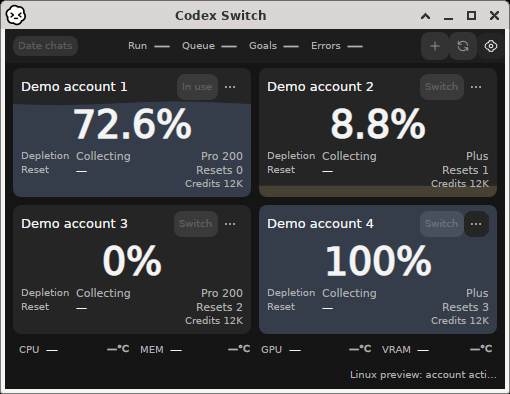 Codex Switch
Date chats Run — Queue — Goals — Errors —
Demo account 1 In use ...
72.6%
Depletion Collecting Pro 200
Reset — Resets 0
Credits 12K
Demo account 2 Switch ...
8.8%
Depletion Collecting Plus
Reset — Resets 1
Credits 12K
Demo account 3 Switch ...
0%
Depletion Collecting Pro 200
Reset — Resets 2
Credits 12K
Demo account 4 Switch ...
100%
Depletion Collecting Plus
Reset — Resets 3
Credits 12K
CPU — —°C MEM — —°C GPU — —°C VRAM — —°C
Linux preview: account acti...